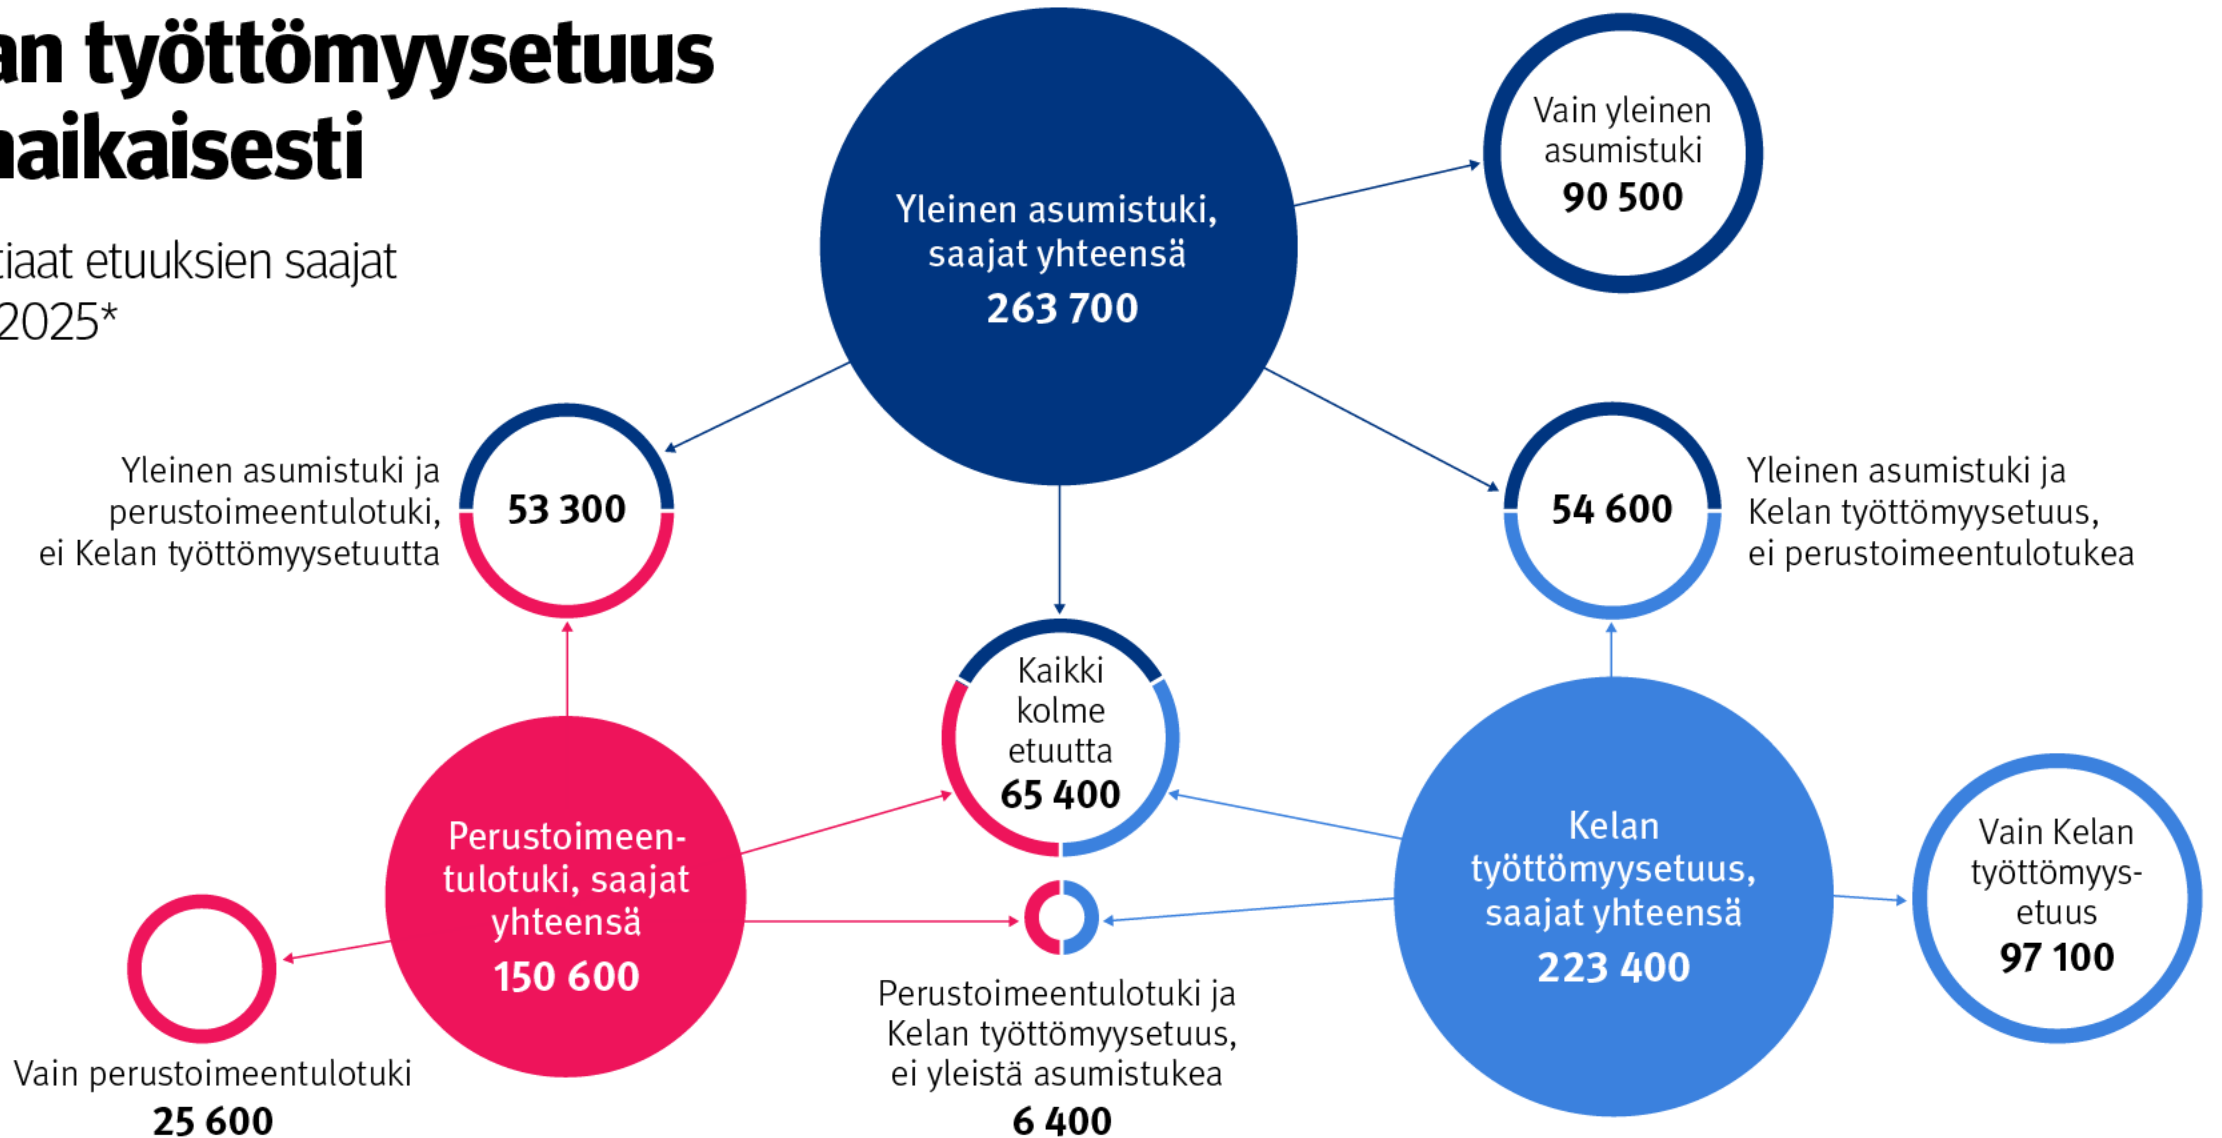 an työttömyysetuus
naikaisesti
tiaat etuuksien saajat
2025*
Yleinen asumistuki,
saajat yhteensä
263 700
Vain yleinen
asumistuki
90 500
Yleinen asumistuki ja
perustoimeentulotuki,
ei Kelan työttömyysetuutta
53 300
54 600
Yleinen asumistuki ja
Kelan työttömyysetuus,
ei perustoimeentulotukea
Kaikki
kolme
etuutta
65 400
Perustoimeen-
tulotuki, saajat
yhteensä
150 600
Kelan
työttömyysetuus,
saajat yhteensä
223 400
Vain Kelan
työttömyys-
etuus
97 100
Vain perustoimeentulotuki
25 600
Perustoimeentulotuki ja
Kelan työttömyysetuus,
ei yleistä asumistukea
6 400